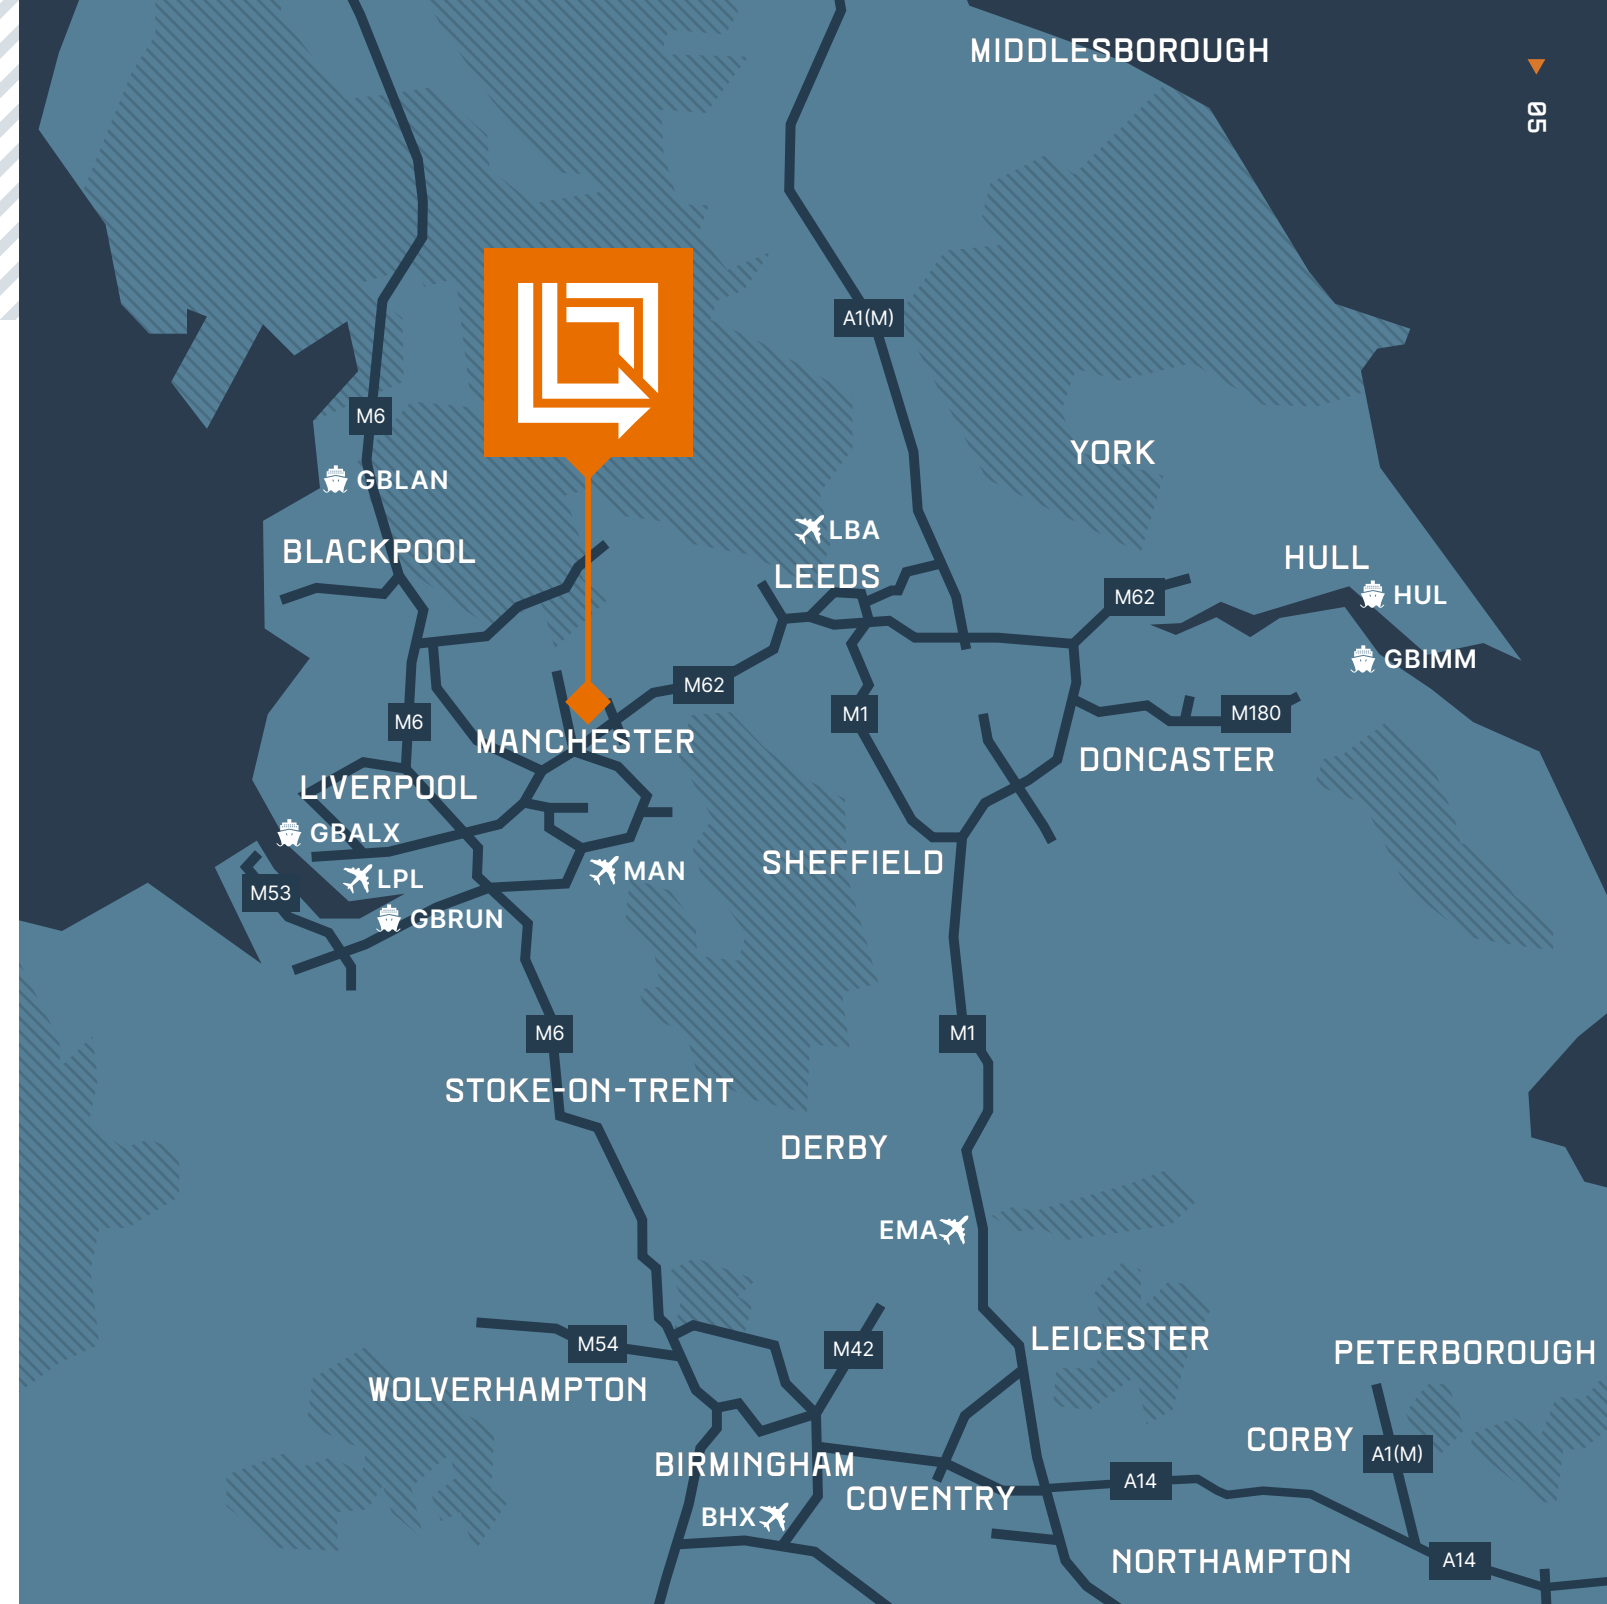 MIDDLESBOROUGH
05
A1(M)
M6
YORK
GBLAN
LBA
BLACKPOOL
HULL
LEEDS
M62
HUL
GBIMM
M62
M1
M180
M6
MANCHESTER
DONCASTER
LIVERPOOL
GBALX
SHEFFIELD
MAN
LPL
M53
GBRUN
M6
M1
STOKE-ON-TRENT
DERBY
EMA
LEICESTER
M54
M42
PETERBOROUGH
WOLVERHAMPTON
CORBY
A1(M)
BIRMINGHAM
A14
COVENTRY
BHX
NORTHAMPTON
A14